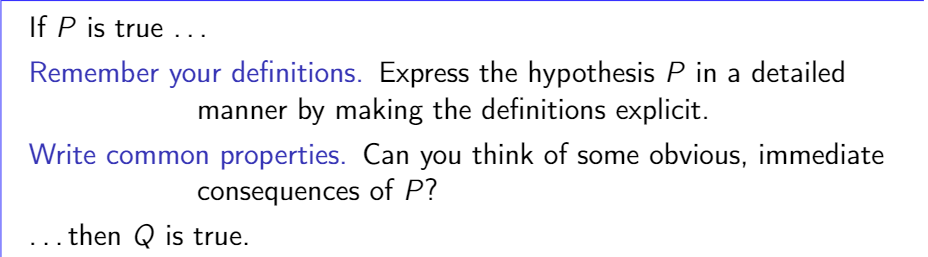 If P is true ...
Remember your definitions. Express the hypothesis P in a detailed
manner by making the definitions explicit.
Write common properties. Can you think of some obvious, immediate
consequences of P?
... then Q is true.